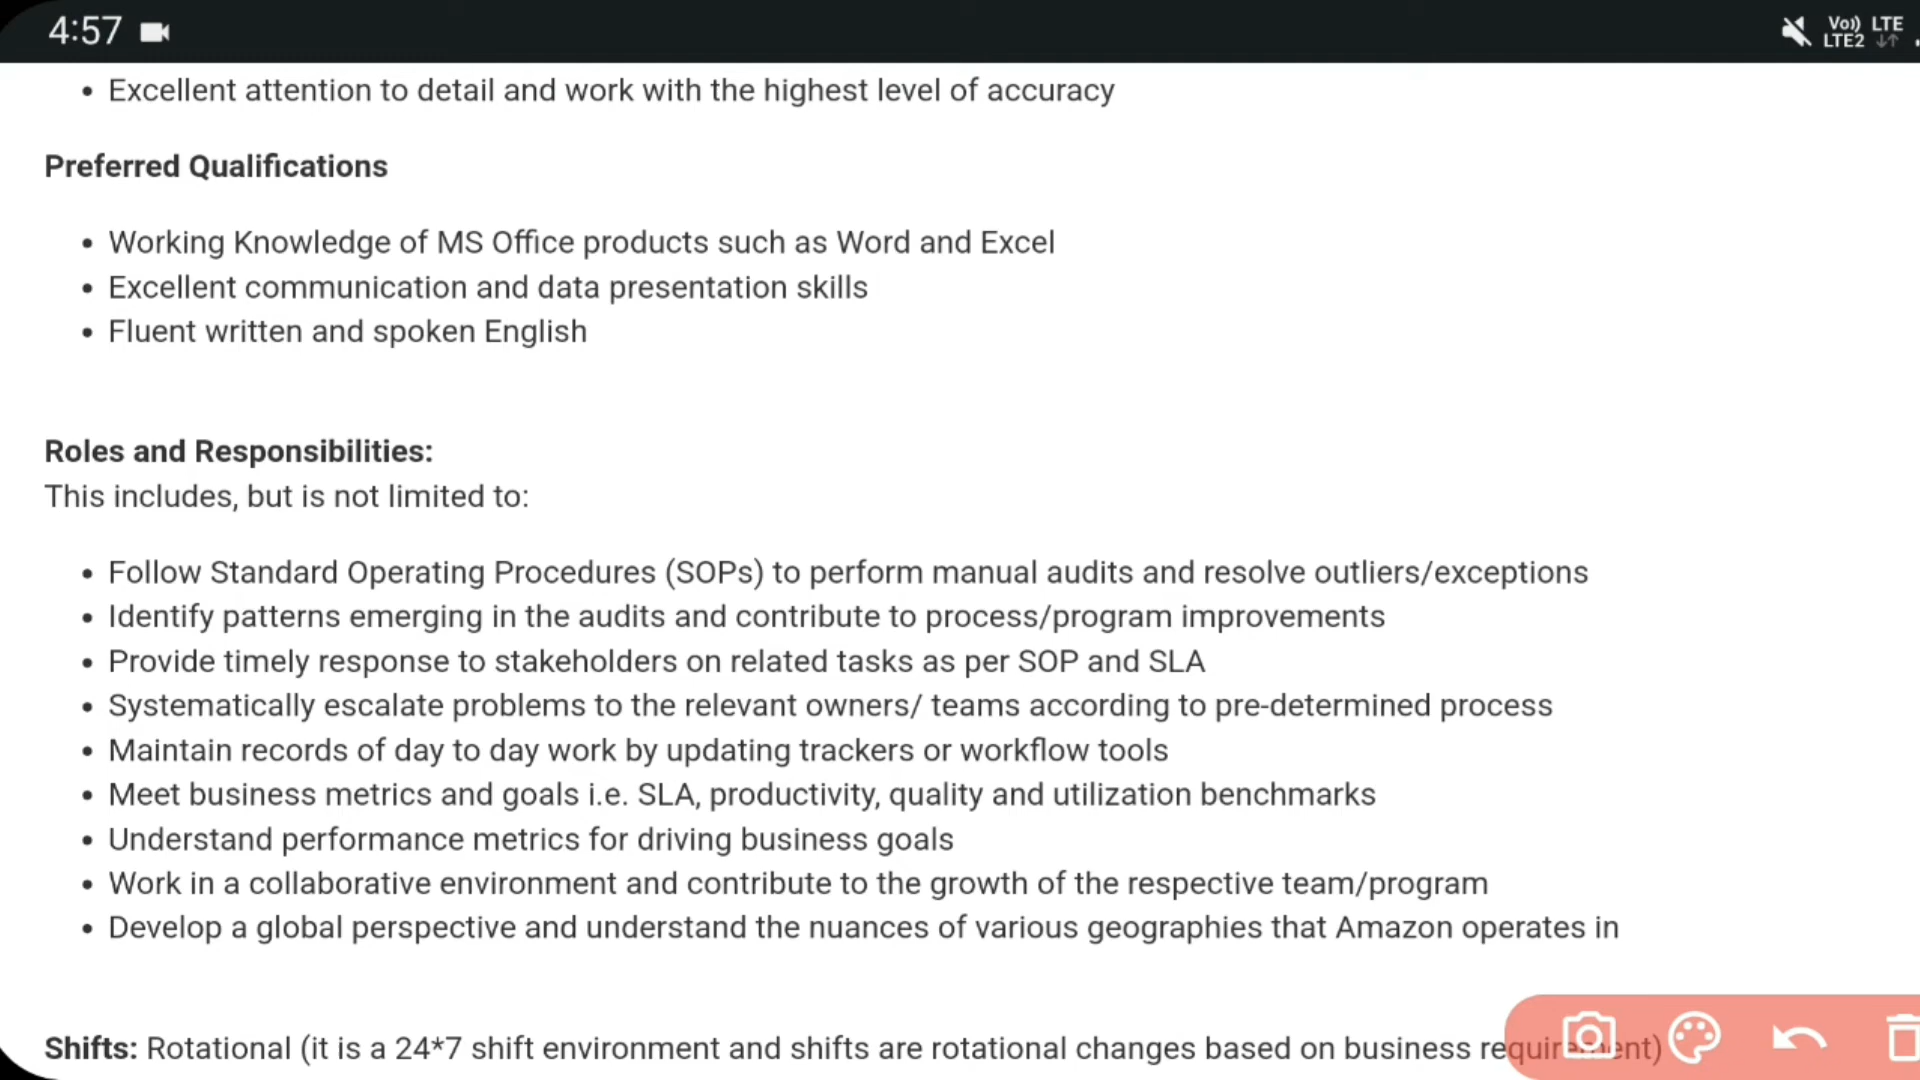 4:57
Vo)) LTE
LTE2
• Excellent attention to detail and work with the highest level of accuracy
Preferred Qualifications
• Working Knowledge of MS Office products such as Word and Excel
• Excellent communication and data presentation skills
• Fluent written and spoken English
Roles and Responsibilities:
This includes, but is not limited to:
• Follow Standard Operating Procedures (SOPs) to perform manual audits and resolve outliers/exceptions
• Identify patterns emerging in the audits and contribute to process/program improvements
• Provide timely response to stakeholders on related tasks as per SOP and SLA
• Systematically escalate problems to the relevant owners/ teams according to pre-determined process
• Maintain records of day to day work by updating trackers or workflow tools
• Meet business metrics and goals i.e. SLA, productivity, quality and utilization benchmarks
• Understand performance metrics for driving business goals
• Work in a collaborative environment and contribute to the growth of the respective team/program
• Develop a global perspective and understand the nuances of various geographies that Amazon operates in
Shifts: Rotational (it is a 24*7 shift environment and shifts are rotational changes based on business requirement)